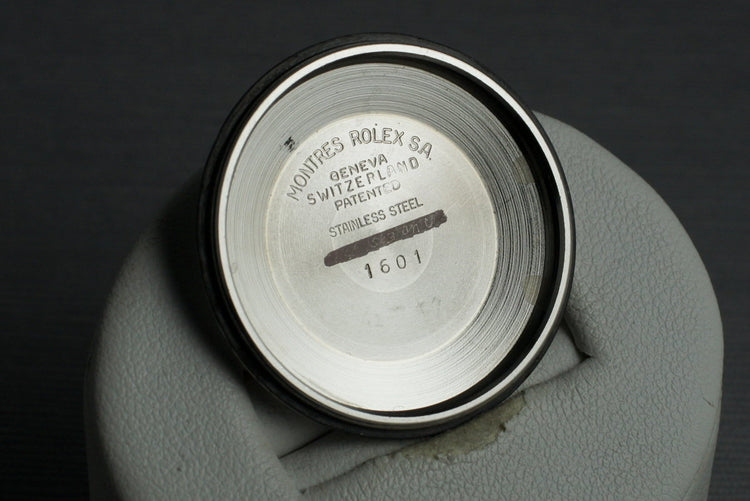 MONTRES ROLEX S.A.
GENEVA
SWITZERLAND
PATENTED
STAINLESS STEEL
1601